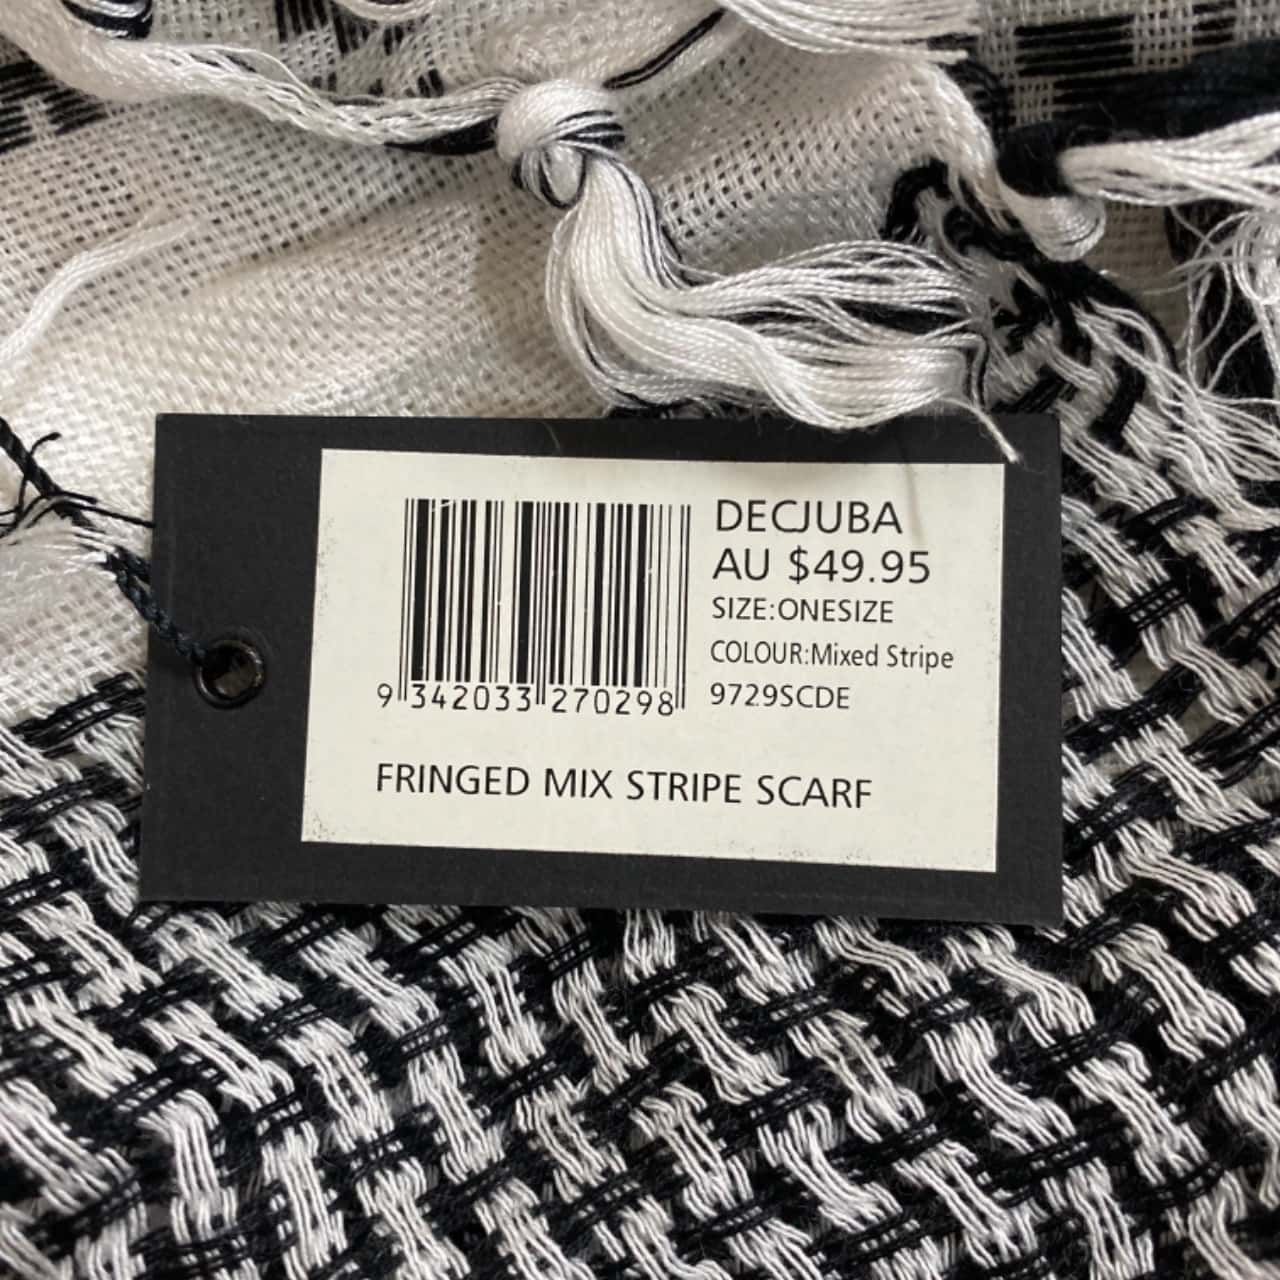 DECJUBA
AU $49.95
SIZE:ONESIZE
COLOUR:Mixed Stripe
9729SCDE
9 342033 270298
FRINGED MIX STRIPE SCARF